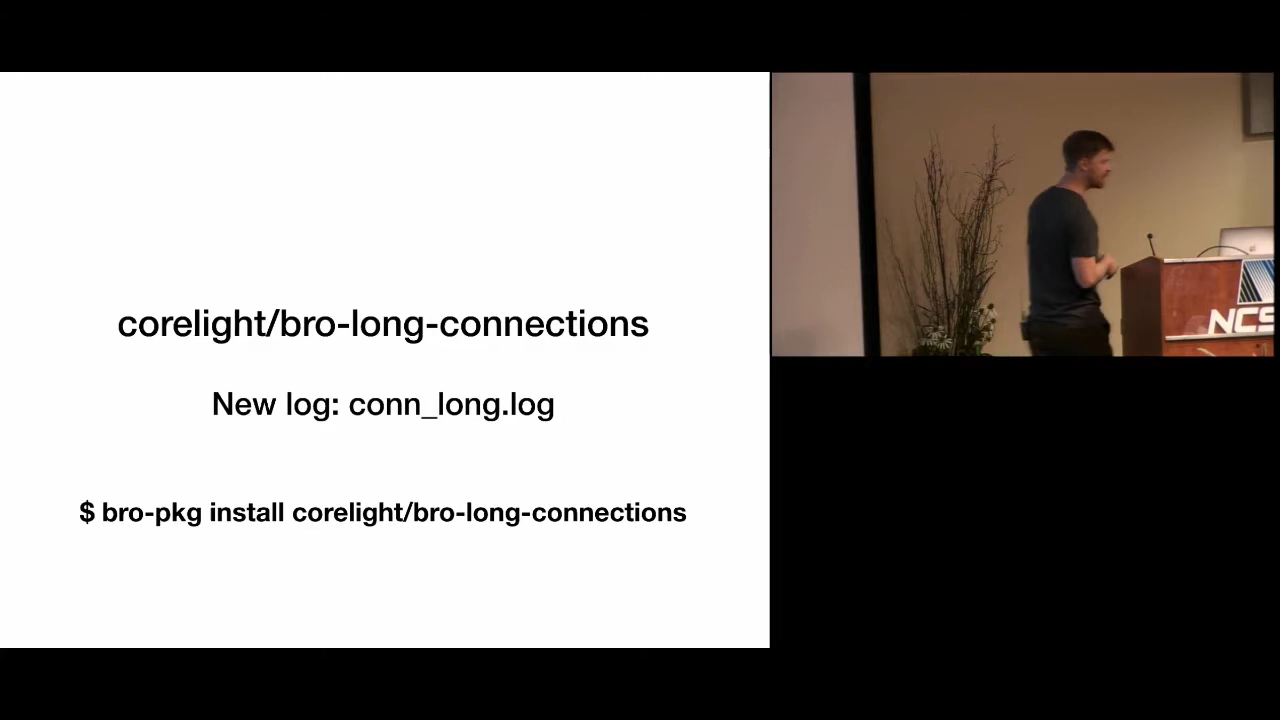 corelight/bro-long-connections
New log: conn_long.log
$ bro-pkg install corelight/bro-long-connections
NCS